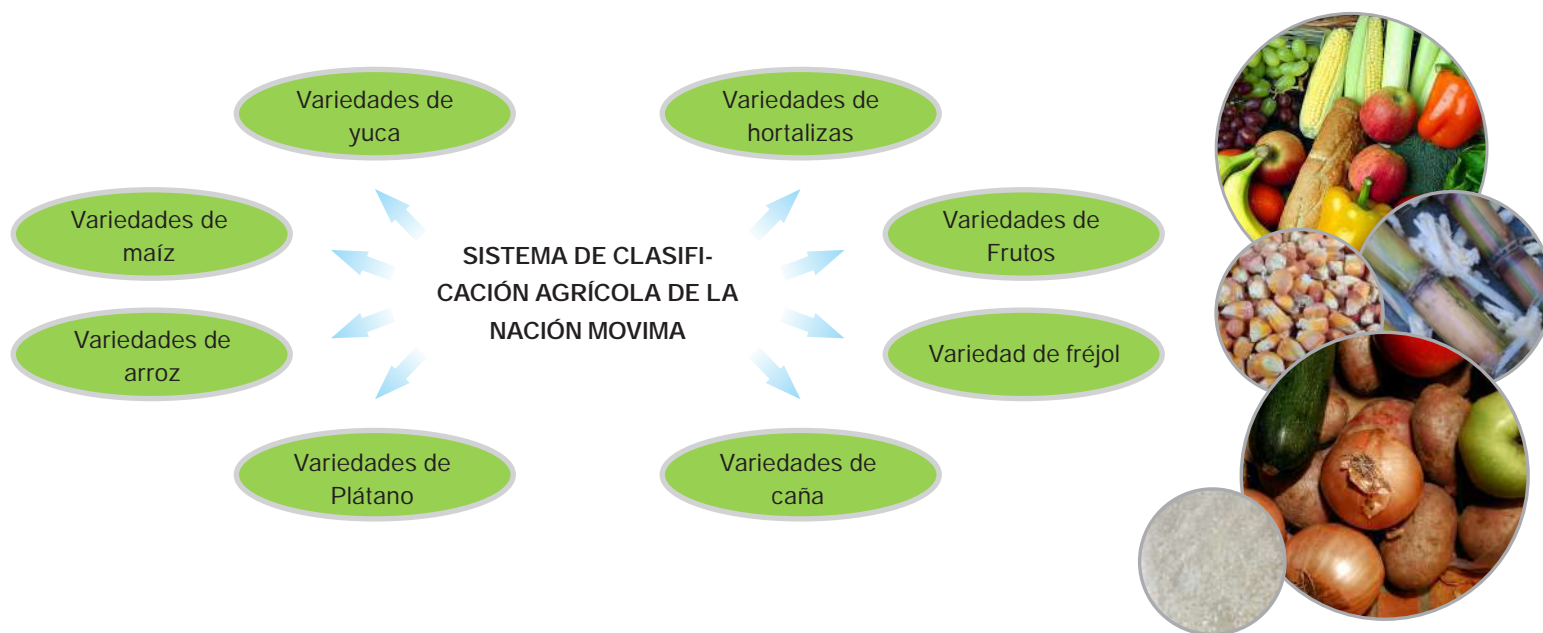 Variedades de
yuca
Variedades de
hortalizas
Variedades de
maíz
Variedades de
Frutos
SISTEMA DE CLASIFI-
CACIÓN AGRÍCOLA DE LA
NACIÓN MOVIMA
Variedades de
arroz
Variedad de fréjol
Variedades de
Plátano
Variedades de
caña